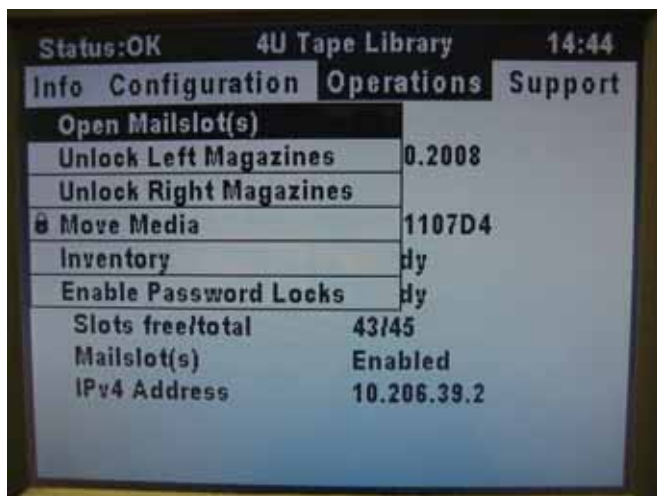 Status:OK 4U Tape Library 14:44
Info Configuration Operations Support
Open Mailslot(s)
Unlock Left Magazines 0.2008
Unlock Right Magazines
Move Media 1107D4
Inventory dy
Enable Password Locks dy
Slots free/total 43/45
Mailslot(s) Enabled
IPv4 Address 10.206.39.2